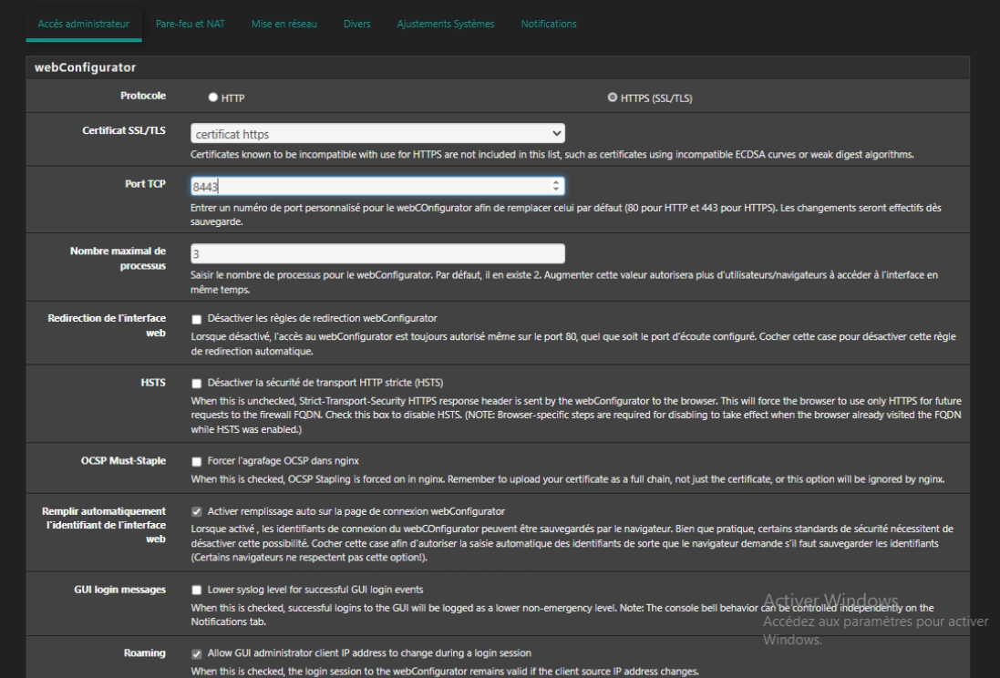 Accès administrateur Pare-feu et NAT Mise en réseau Divers Ajustements Systèmes Notifications
webConfigurator
Protocole HTTP HTTPS (SSL/TLS)
Certificat SSL/TLS certificat https
Certificates known to be incompatible with use for HTTPS are not included in this list, such as certificates using incompatible ECDSA curves or weak digest algorithms.
Port TCP 8443
Entrer un numéro de port personnalisé pour le webCOnfigurator afin de remplacer celui par défaut (80 pour HTTP et 443 pour HTTPS). Les changements seront effectifs dès
sauvegarde.
Nombre maximal de
processus
3
Saisir le nombre de processus pour le webConfigurator. Par défaut, il en existe 2. Augmenter cette valeur autorisera plus d'utilisateurs/navigateurs à accéder à l'interface en
même temps.
Redirection de l'interface
web
Désactiver les règles de redirection webConfigurator
Lorsque désactivé, l'accès au webConfigurator est toujours autorisé même sur le port 80, quel que soit le port d'écoute configuré. Cocher cette case pour désactiver cette règle
de redirection automatique.
HSTS Désactiver la sécurité de transport HTTP stricte (HSTS)
When this is unchecked, Strict-Transport-Security HTTPS response header is sent by the webConfigurator to the browser. This will force the browser to use only HTTPS for future
requests to the firewall FQDN. Check this box to disable HSTS. (NOTE: Browser-specific steps are required for disabling to take effect when the browser already visited the FQDN
while HSTS was enabled.)
OCSP Must-Staple Forcer l'agrafage OCSP dans nginx
When this is checked, OCSP Stapling is forced on in nginx. Remember to upload your certificate as a full chain, not just the certificate, or this option will be ignored by nginx.
Remplir automatiquement
l'identifiant de l'interface
web
Activer remplissage auto sur la page de connexion webConfigurator
Lorsque activé , les identifiants de connexion du webCOnfigurator peuvent être sauvegardés par le navigateur. Bien que pratique, certains standards de sécurité nécessitent de
désactiver cette possibilité. Cocher cette case afin d'autoriser la saisie automatique des identifiants de sorte que le navigateur demande s'il faut sauvegarder les identifiants
(Certains navigateurs ne respectent pas cette option!).
GUI login messages Lower syslog level for successful GUI login events
When this is checked, successful logins to the GUI will be logged as a lower non-emergency level. Note: The console bell behavior can be controlled independently on the
Notifications tab.
Activer Windows
Accédez aux paramètres pour activer
Windows.
Roaming Allow GUI administrator client IP address to change during a login session
When this is checked, the login session to the webConfigurator remains valid if the client source IP address changes.